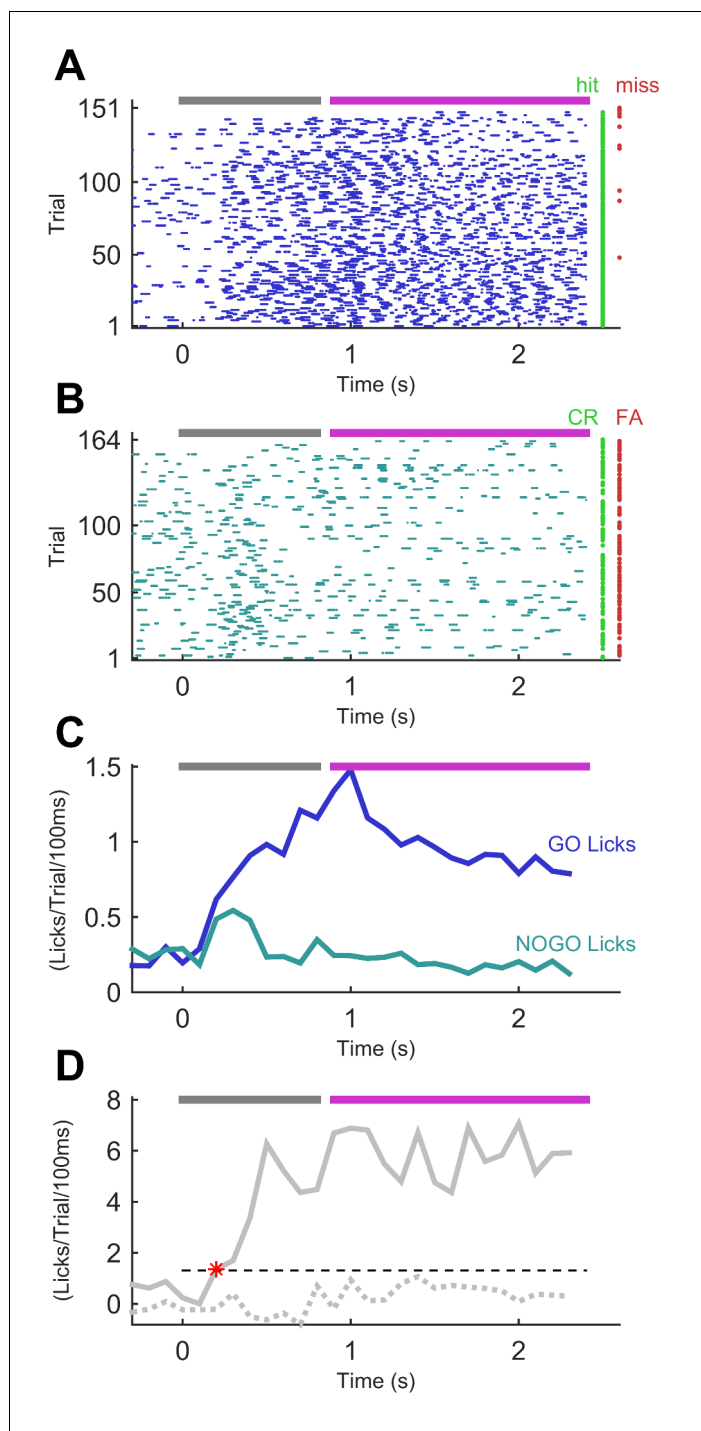 A
hit miss
151
100
50
1
Trial
0 1 2
Time (s)
B
CR FA
164
100
50
1
Trial
0 1 2
Time (s)
C
1.5
1
0.5
0
(Licks/Trial/100ms)
GO Licks
NOGO Licks
0 1 2
Time (s)
D
8
6
4
2
0
(Licks/Trial/100ms)
0 1 2
Time (s)